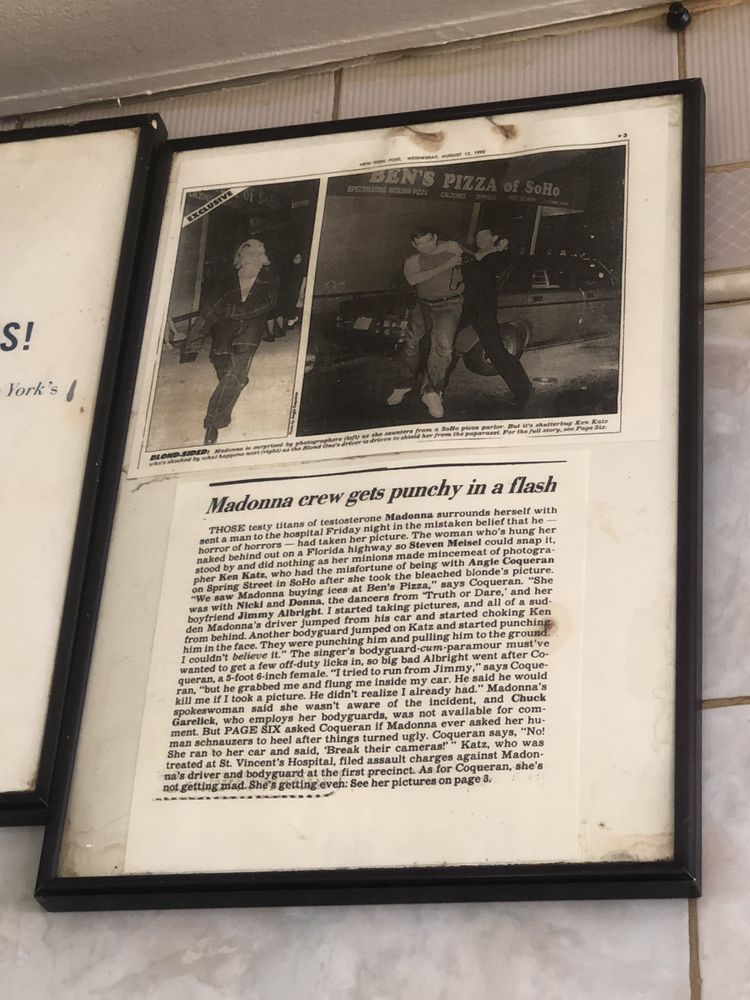 S!
York's
NEW YORK POST, WEDNESDAY, AUGUST 12, 1992
3
EXCLUSIVE
BEN'S PIZZA of SoHo
SPECIALIZING SICILIAN PIZZA CALZONES
BLOND-SIDED: Madonna is surprised by photographers (left) as she saunters from a SoHo pizza parlor. But it's shutterbug Ken Katz
who's shocked by what happens next (right) as the Blond One's driver is driven to shield her from the paparazzi. For the full story, see Page Six.
Madonna crew gets punchy in a flash
THOSE testy titans of testosterone Madonna surrounds herself with
sent a man to the hospital Friday night in the mistaken belief that he —
horror of horrors — had taken her picture. The woman who's hung her
naked behind out on a Florida highway so Steven Meisel could snap it,
stood by and did nothing as her minions made mincemeat of photogra-
pher Ken Katz, who had the misfortune of being with Angie Coqueran
on Spring Street in SoHo after she took the bleached blonde's picture.
"We saw Madonna buying ices at Ben's Pizza," says Coqueran. "She
was with Nicki and Donna, the dancers from 'Truth or Dare,' and her
boyfriend Jimmy Albright. I started taking pictures, and all of a sud-
den Madonna's driver jumped from his car and started choking Ken
from behind. Another bodyguard jumped on Katz and started punching
him in the face. They were punching him and pulling him to the ground.
I couldn't believe it." The singer's bodyguard-cum-paramour must've
wanted to get a few off-duty licks in, so big bad Albright went after Co-
queran, a 5-foot 6-inch female. "I tried to run from Jimmy," says Coque-
ran, "but he grabbed me and flung me inside my car. He said he would
kill me if I took a picture. He didn't realize I already had." Madonna's
spokeswoman said she wasn't aware of the incident, and Chuck
Garelick, who employs her bodyguards, was not available for com-
ment. But PAGE SIX asked Coqueran if Madonna ever asked her hu-
man schnauzers to heel after things turned ugly. Coqueran says, "No!
She ran to her car and said, 'Break their cameras!' " Katz, who was
treated at St. Vincent's Hospital, filed assault charges against Madon-
na's driver and bodyguard at the first precinct. As for Coqueran, she's
not getting mad. She's getting even: See her pictures on page 3.